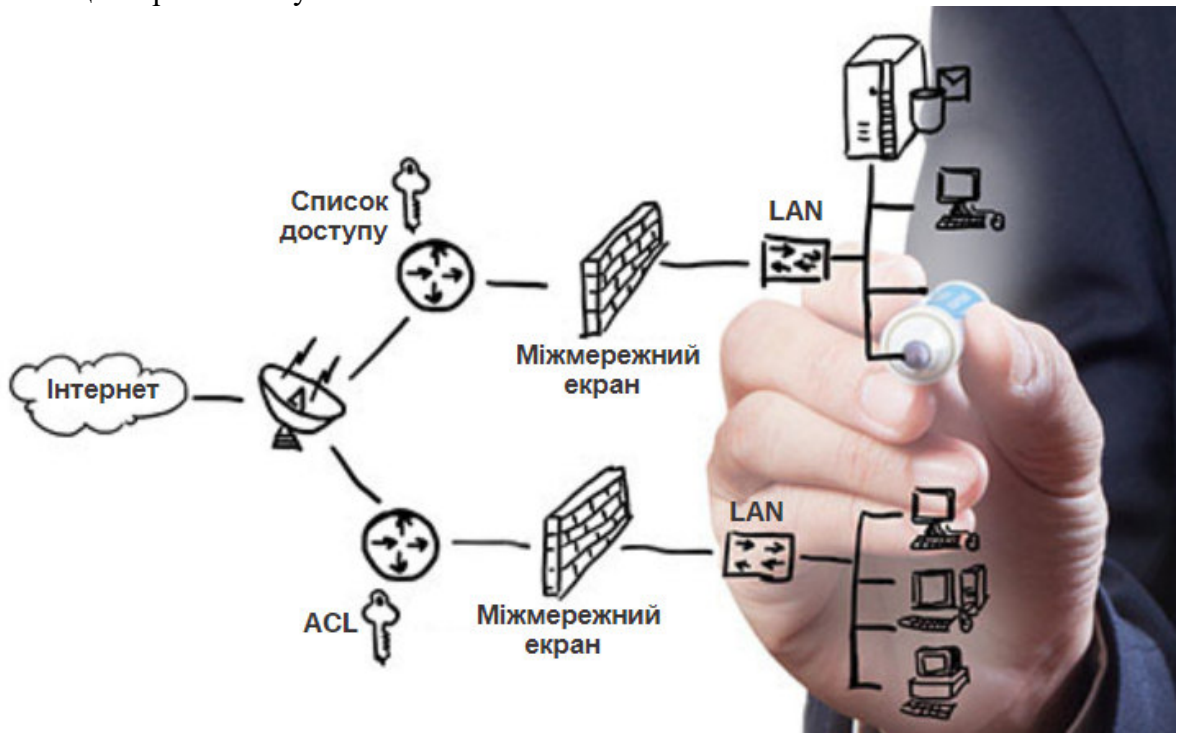 Список
доступу
LAN
Міжмережний
екран
Інтернет
LAN
ACL
Міжмережний
екран